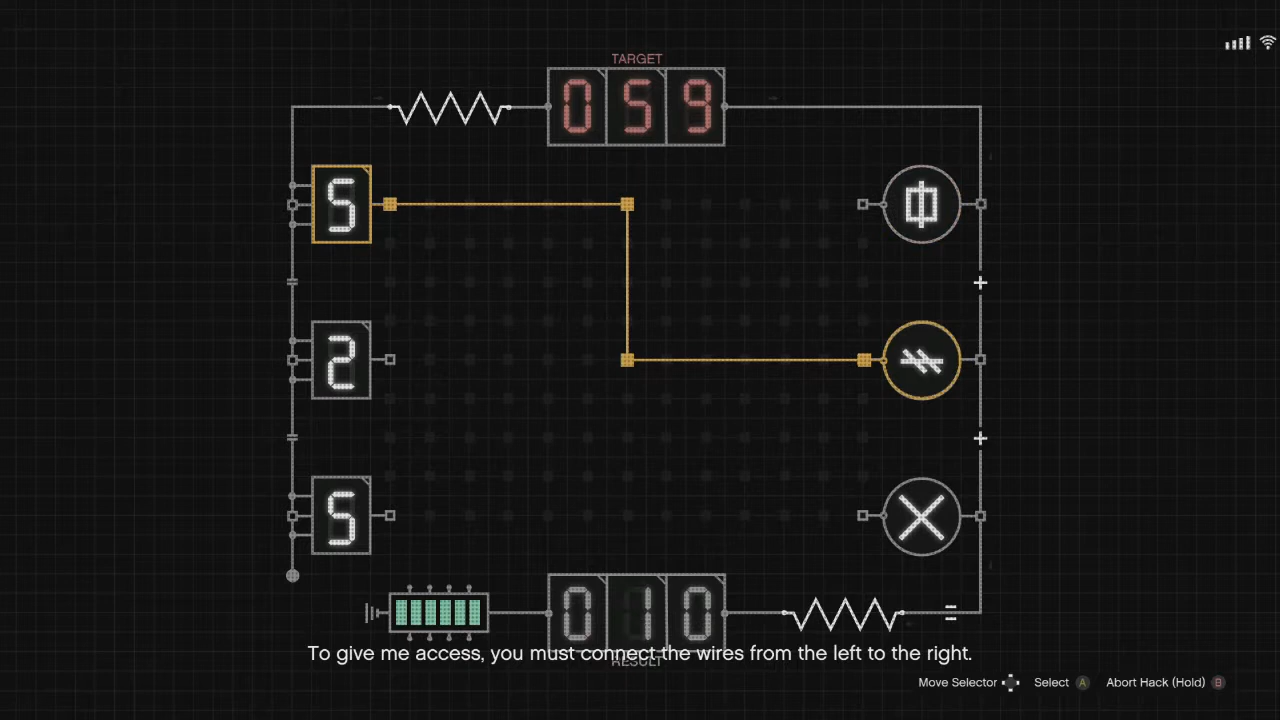 TARGET
059
5
2
5
010
RESULT
To give me access, you must connect the wires from the left to the right.
Move Selector Select A Abort Hack (Hold) B